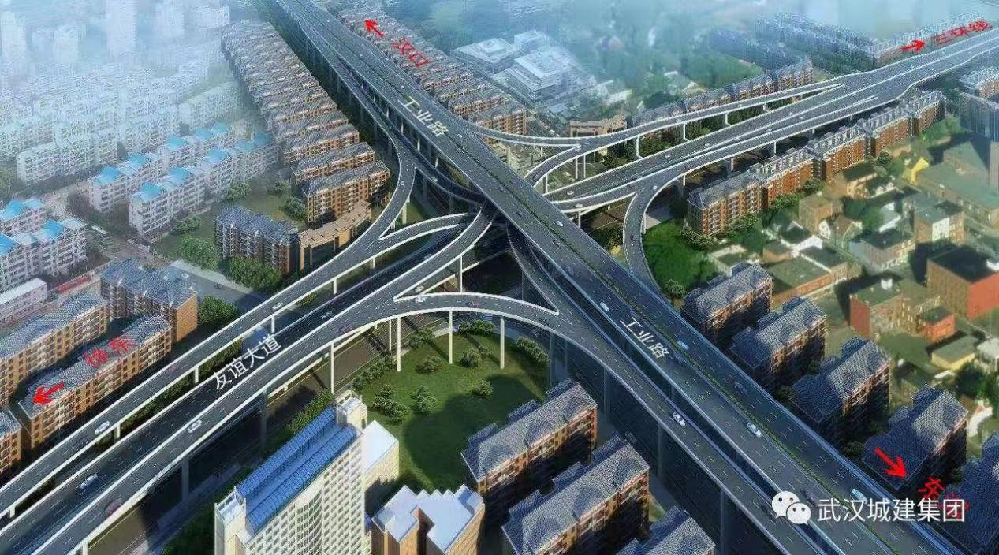 汉口
三环线
工业路
工业路
友谊大道
徐东
武汉城建集团